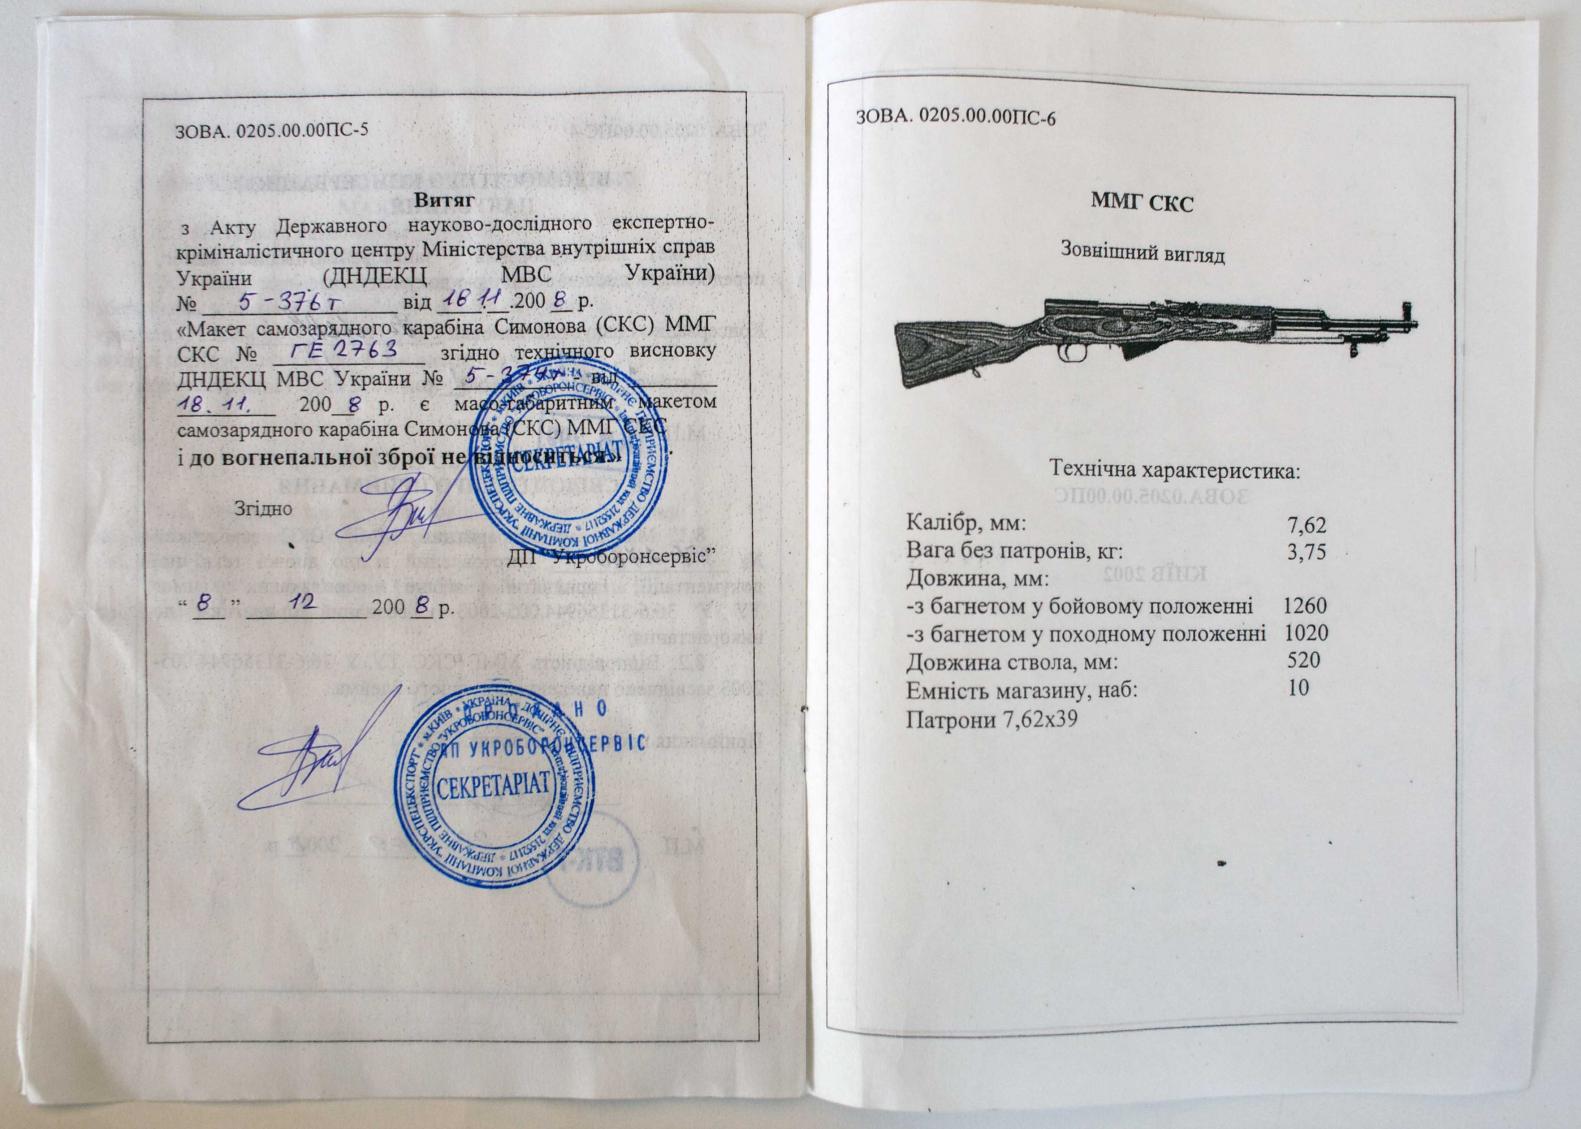 ЗОВА. 0205.00.00ПС-5
Витяг
з Акту Державного науково-дослідного експертно-
криміналістичного центру Міністерства внутрішніх справ
України (ДНДЕКЦ МВС України)
№ 5-376т від 18.11.2008 р.
«Макет самозарядного карабіна Симонова (СКС) ММГ
СКС № ГЕ2763 згідно технічного висновку
ДНДЕКЦ МВС України № від
18.11. 2008 р. є масо-габаритним макетом
самозарядного карабіна Симонова (СКС) ММГ СКС
і до вогнепальної зброї не відноситься.»
Згідно
СЕКРЕТАРІАТ
ДП “Укроборонсервіс”
“ 8 ” 12 2008 р.
ПРОДАНО
ДП УКРОБОРОНСЕРВІС
СЕКРЕТАРІАТ
ЗОВА. 0205.00.00ПС-6
ММГ СКС
Зовнішний вигляд
Технічна характеристика:
Калібр, мм: 7,62
Вага без патронів, кг: 3,75
Довжина, мм:
-з багнетом у бойовому положенні 1260
-з багнетом у походному положенні 1020
Довжина ствола, мм: 520
Емність магазину, наб: 10
Патрони 7,62х39